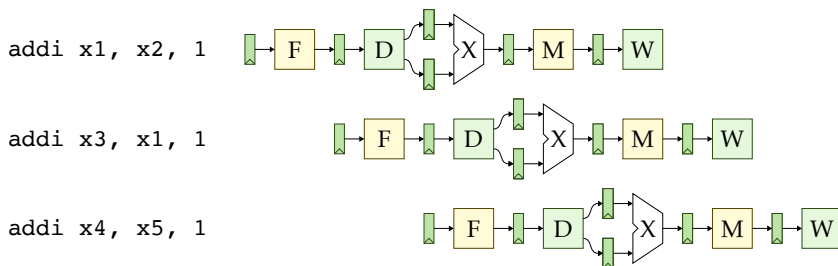 addi x1, x2, 1 F D X M W
addi x3, x1, 1 F D X M W
addi x4, x5, 1 F D X M W